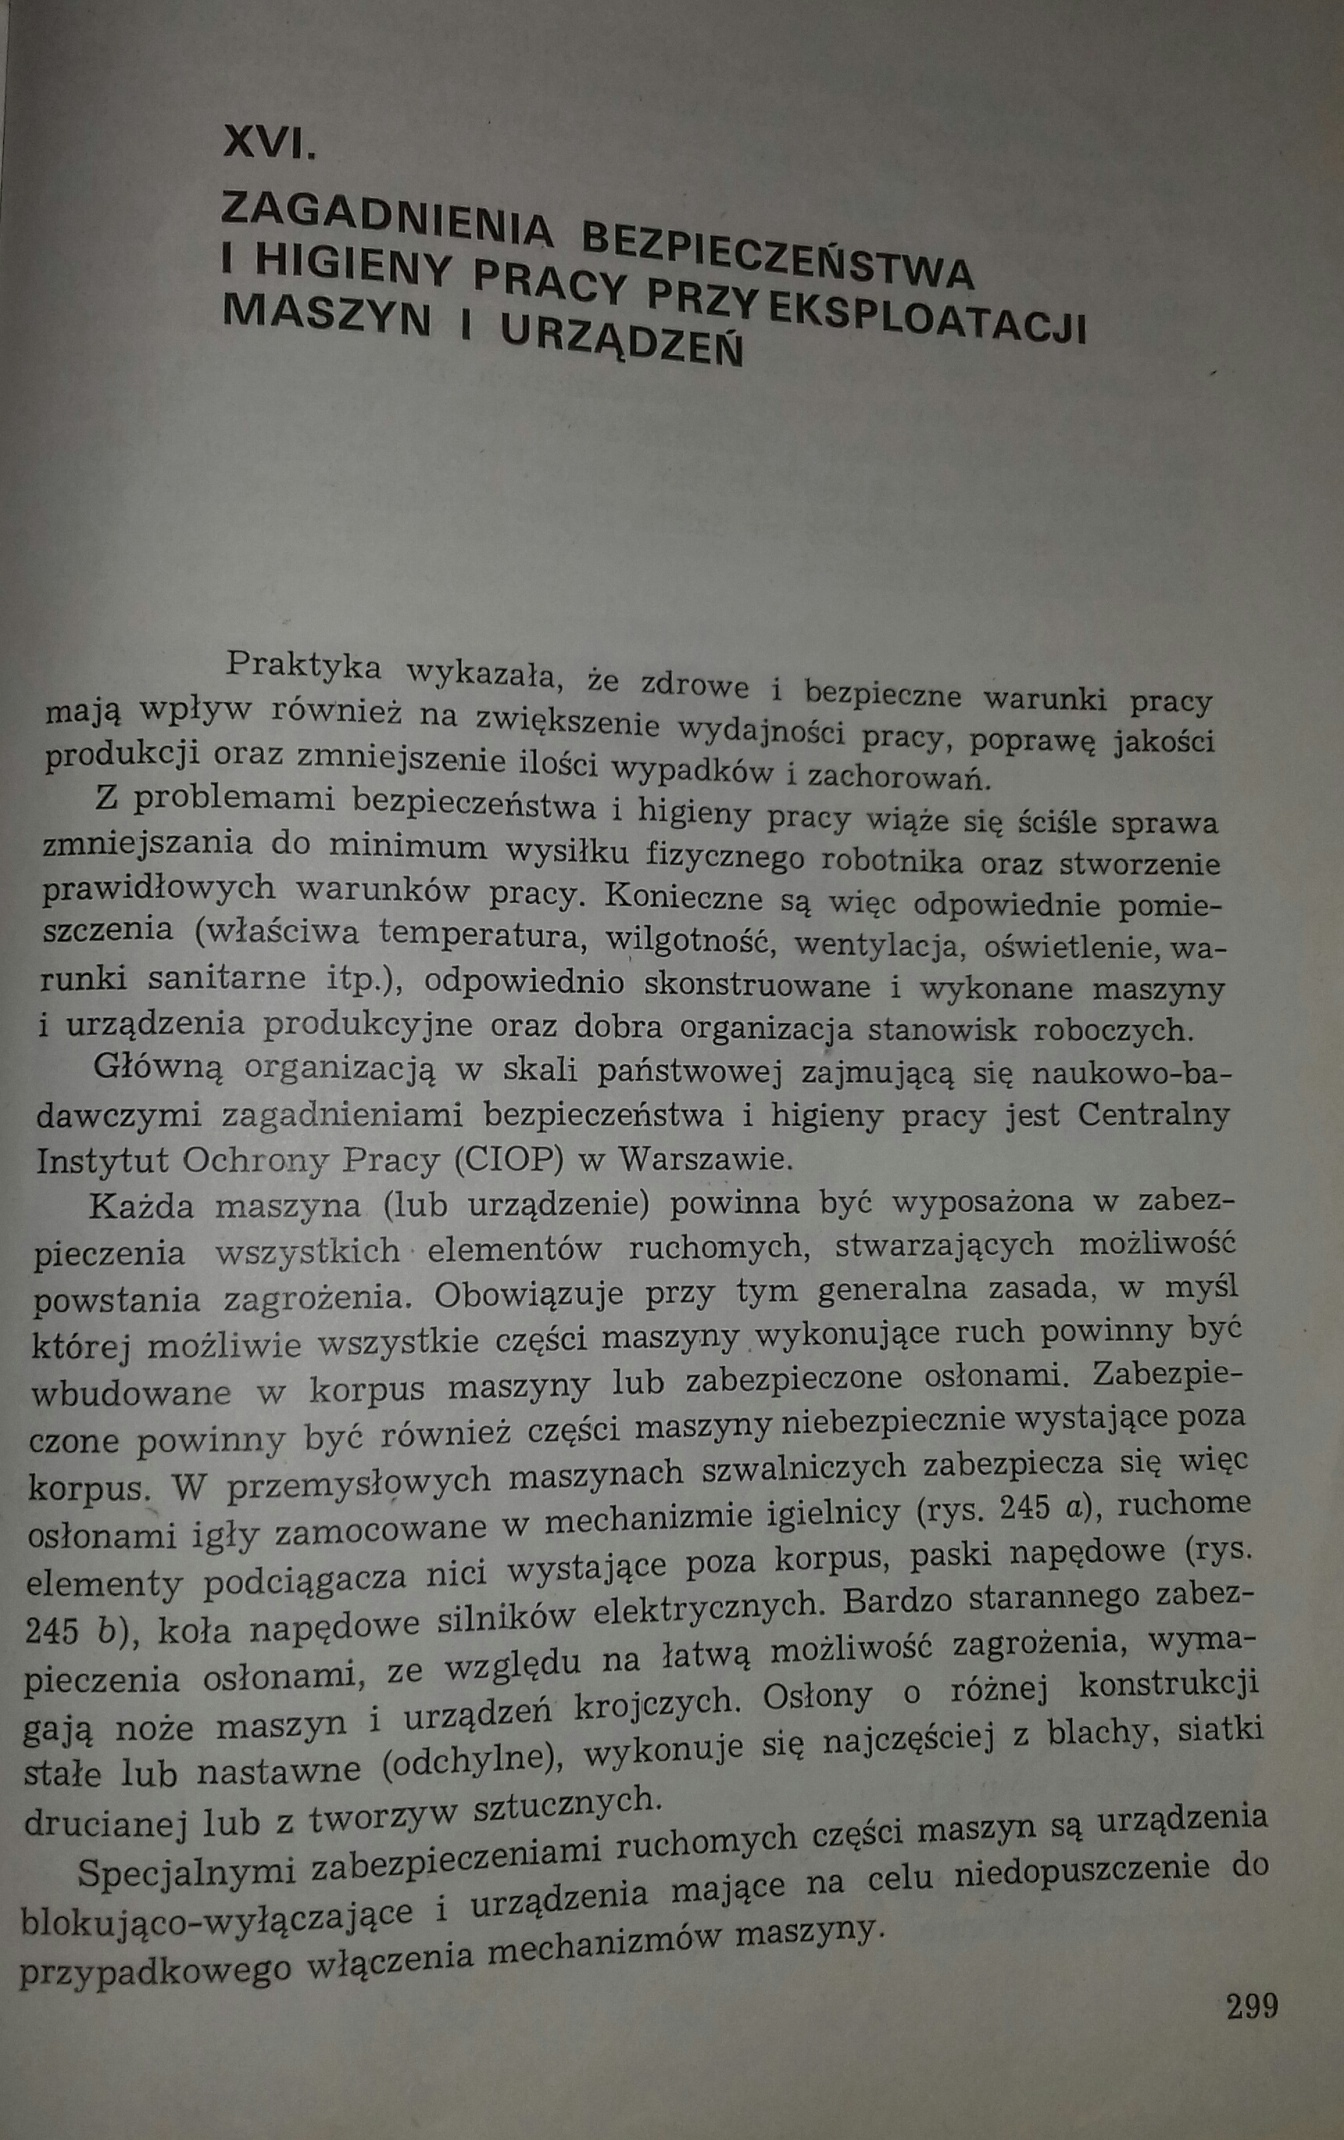 XVI.
ZAGADNIENIA BEZPIECZEŃSTWA
I HIGIENY PRACY PRZY EKSPLOATACJI
MASZYN I URZĄDZEŃ
Praktyka wykazała, że zdrowe i bezpieczne warunki pracy
mają wpływ również na zwiększenie wydajności pracy, poprawę jakości
produkcji oraz zmniejszenie ilości wypadków i zachorowań.
Z problemami bezpieczeństwa i higieny pracy wiąże się ściśle sprawa
zmniejszania do minimum wysiłku fizycznego robotnika oraz stworzenie
prawidłowych warunków pracy. Konieczne są więc odpowiednie pomie-
szczenia (właściwa temperatura, wilgotność, wentylacja, oświetlenie, wa-
runki sanitarne itp.), odpowiednio skonstruowane i wykonane maszyny
i urządzenia produkcyjne oraz dobra organizacja stanowisk roboczych.
Główną organizacją w skali państwowej zajmującą się naukowo-ba-
dawczymi zagadnieniami bezpieczeństwa i higieny pracy jest Centralny
Instytut Ochrony Pracy (CIOP) w Warszawie.
Każda maszyna (lub urządzenie) powinna być wyposażona w zabez-
pieczenia wszystkich elementów ruchomych, stwarzających możliwość
powstania zagrożenia. Obowiązuje przy tym generalna zasada, w myśl
której możliwie wszystkie części maszyny wykonujące ruch powinny być
wbudowane w korpus maszyny lub zabezpieczone osłonami. Zabezpie-
czone powinny być również części maszyny niebezpiecznie wystające poza
korpus. W przemysłowych maszynach szwalniczych zabezpiecza się więc
osłonami igły zamocowane w mechanizmie igielnicy (rys. 245 a), ruchome
elementy podciągacza nici wystające poza korpus, paski napędowe (rys.
245 b), koła napędowe silników elektrycznych. Bardzo starannego zabez-
pieczenia osłonami, ze względu na łatwą możliwość zagrożenia, wyma-
gają noże maszyn i urządzeń krojczych. Osłony o różnej konstrukcji
stałe lub nastawne (odchylne), wykonuje się najczęściej z blachy, siatki
drucianej lub z tworzyw sztucznych.
Specjalnymi zabezpieczeniami ruchomych części maszyn są urządzenia
blokująco-wyłączające i urządzenia mające na celu niedopuszczenie do
przypadkowego włączenia mechanizmów maszyny.
299